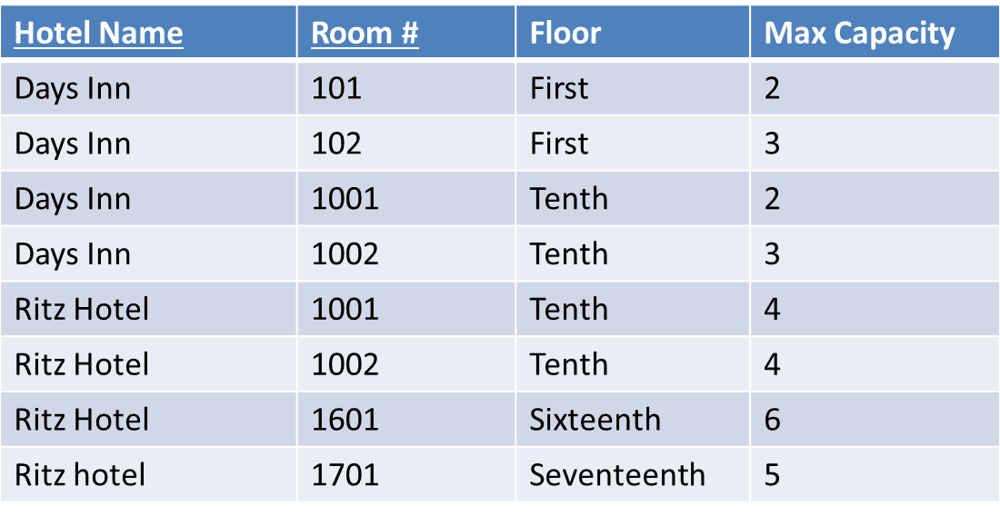 Hotel Name Room # Floor Max Capacity
Days Inn 101 First 2
Days Inn 102 First 3
Days Inn 1001 Tenth 2
Days Inn 1002 Tenth 3
Ritz Hotel 1001 Tenth 4
Ritz Hotel 1002 Tenth 4
Ritz Hotel 1601 Sixteenth 6
Ritz hotel 1701 Seventeenth 5